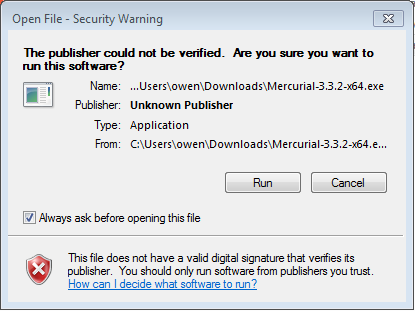 Open File - Security Warning
The publisher could not be verified.  Are you sure you want to
run this software?
Name: ...Users\owen\Downloads\Mercurial-3.3.2-x64.exe
Publisher: Unknown Publisher
Type: Application
From: C:\Users\owen\Downloads\Mercurial-3.3.2-x64.e...
Run Cancel
Always ask before opening this file
This file does not have a valid digital signature that verifies its
publisher.  You should only run software from publishers you trust.
How can I decide what software to run?